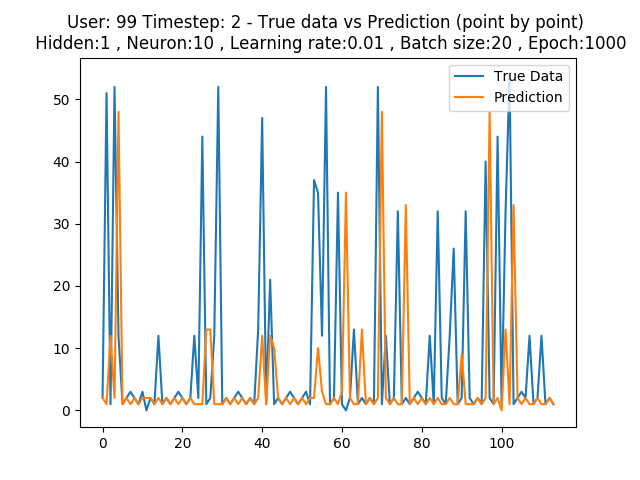 User: 99 Timestep: 2 - True data vs Prediction (point by point)
Hidden:1 , Neuron:10 , Learning rate:0.01 , Batch size:20 , Epoch:1000
True Data
Prediction
50
40
30
20
10
0
0 20 40 60 80 100